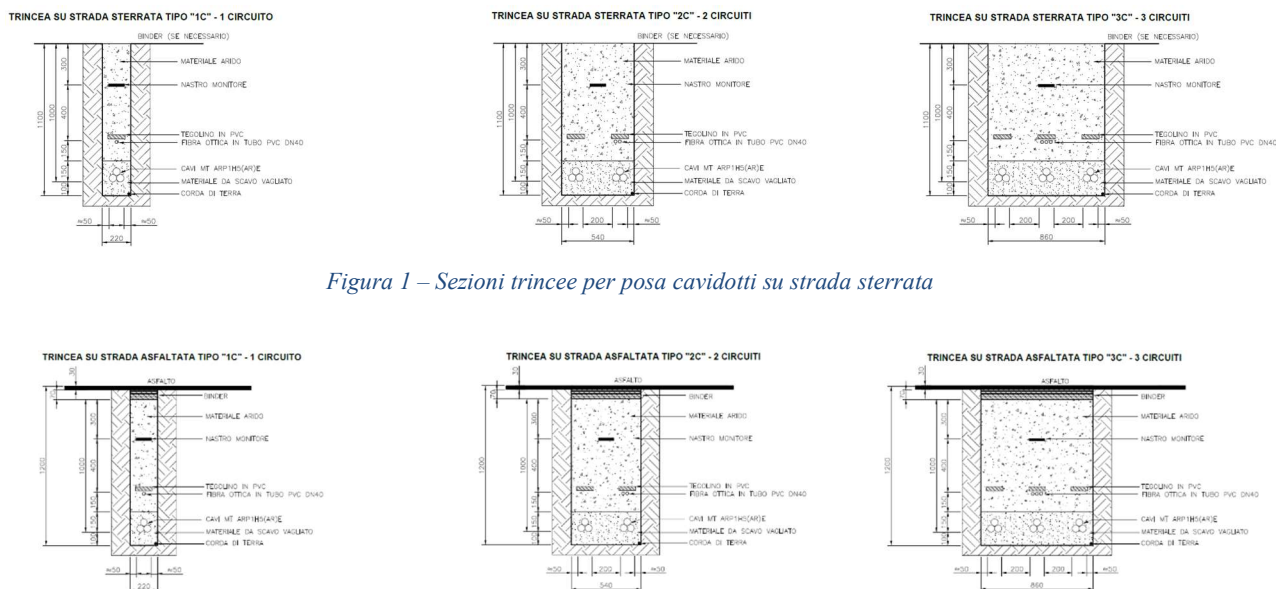 TRINCEA SU STRADA STERRATA TIPO "1C" - 1 CIRCUITO
BINDER (SE NECESSARIO)
300
MATERIALE ARIDO
NASTRO MONITORE
1100
1000
400
TEGOLINO IN PVC
FIBRA OTTICA IN TUBO PVC DN40
150
150
CAVI MT ARP1H5(AR)E
MATERIALE DA SCAVO VAGLIATO
100
CORDA DI TERRA
≈50
≈50
220
TRINCEA SU STRADA STERRATA TIPO "2C" - 2 CIRCUITI
BINDER (SE NECESSARIO)
300
MATERIALE ARIDO
NASTRO MONITORE
1100
1000
400
TEGOLINO IN PVC
FIBRA OTTICA IN TUBO PVC DN40
150
150
CAVI MT ARP1H5(AR)E
MATERIALE DA SCAVO VAGLIATO
100
CORDA DI TERRA
≈50
200
≈50
540
TRINCEA SU STRADA STERRATA TIPO "3C" - 3 CIRCUITI
BINDER (SE NECESSARIO)
300
MATERIALE ARIDO
NASTRO MONITORE
1100
1000
400
TEGOLINO IN PVC
FIBRA OTTICA IN TUBO PVC DN40
150
150
CAVI MT ARP1H5(AR)E
MATERIALE DA SCAVO VAGLIATO
100
CORDA DI TERRA
≈50
200
200
≈50
860
Figura 1 – Sezioni trincee per posa cavidotti su strada sterrata
TRINCEA SU STRADA ASFALTATA TIPO "1C" - 1 CIRCUITO
30
ASFALTO
70
BINDER
300
MATERIALE ARIDO
NASTRO MONITORE
1200
1000
400
TEGOLINO IN PVC
FIBRA OTTICA IN TUBO PVC DN40
150
150
CAVI MT ARP1H5(AR)E
MATERIALE DA SCAVO VAGLIATO
100
CORDA DI TERRA
≈50
≈50
220
TRINCEA SU STRADA ASFALTATA TIPO "2C" - 2 CIRCUITI
30
ASFALTO
70
BINDER
300
MATERIALE ARIDO
NASTRO MONITORE
1200
1000
400
TEGOLINO IN PVC
FIBRA OTTICA IN TUBO PVC DN40
150
150
CAVI MT ARP1H5(AR)E
MATERIALE DA SCAVO VAGLIATO
100
CORDA DI TERRA
≈50
200
≈50
540
TRINCEA SU STRADA ASFALTATA TIPO "3C" - 3 CIRCUITI
30
ASFALTO
70
BINDER
300
MATERIALE ARIDO
NASTRO MONITORE
1200
1000
400
TEGOLINO IN PVC
FIBRA OTTICA IN TUBO PVC DN40
150
150
CAVI MT ARP1H5(AR)E
MATERIALE DA SCAVO VAGLIATO
100
CORDA DI TERRA
≈50
200
200
≈50
860